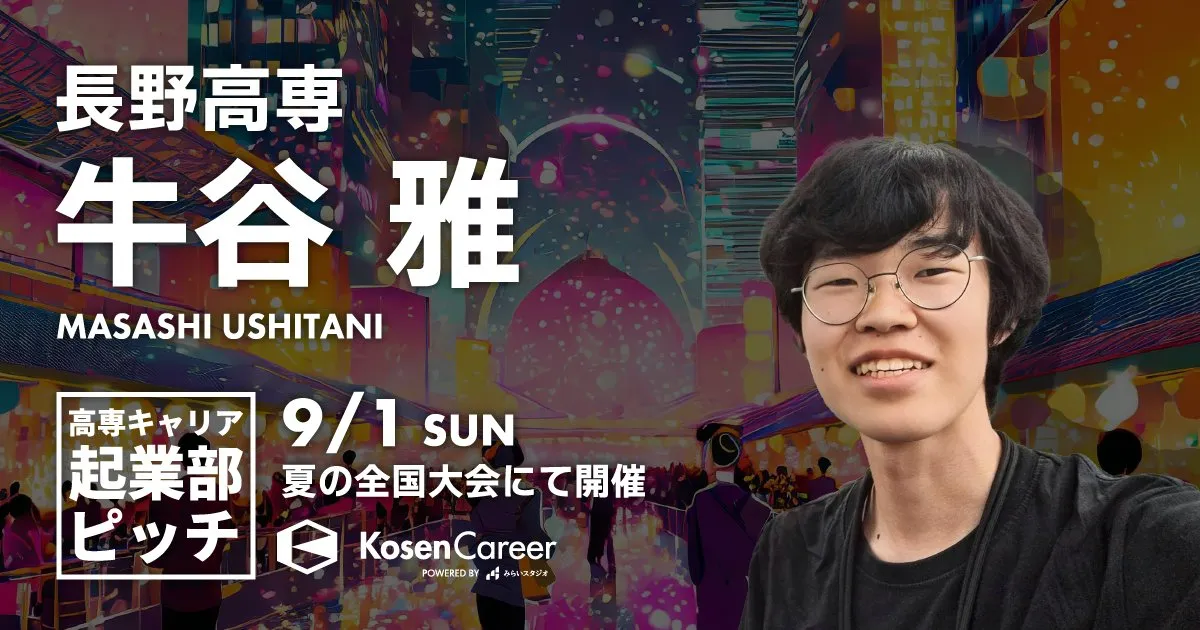 長野高専
牛谷 雅
MASASHI USHITANI
高専キャリア
起業部
ピッチ
9/1 SUN
夏の全国大会にて開催
KosenCareer
POWERED BY みらいスタジオ